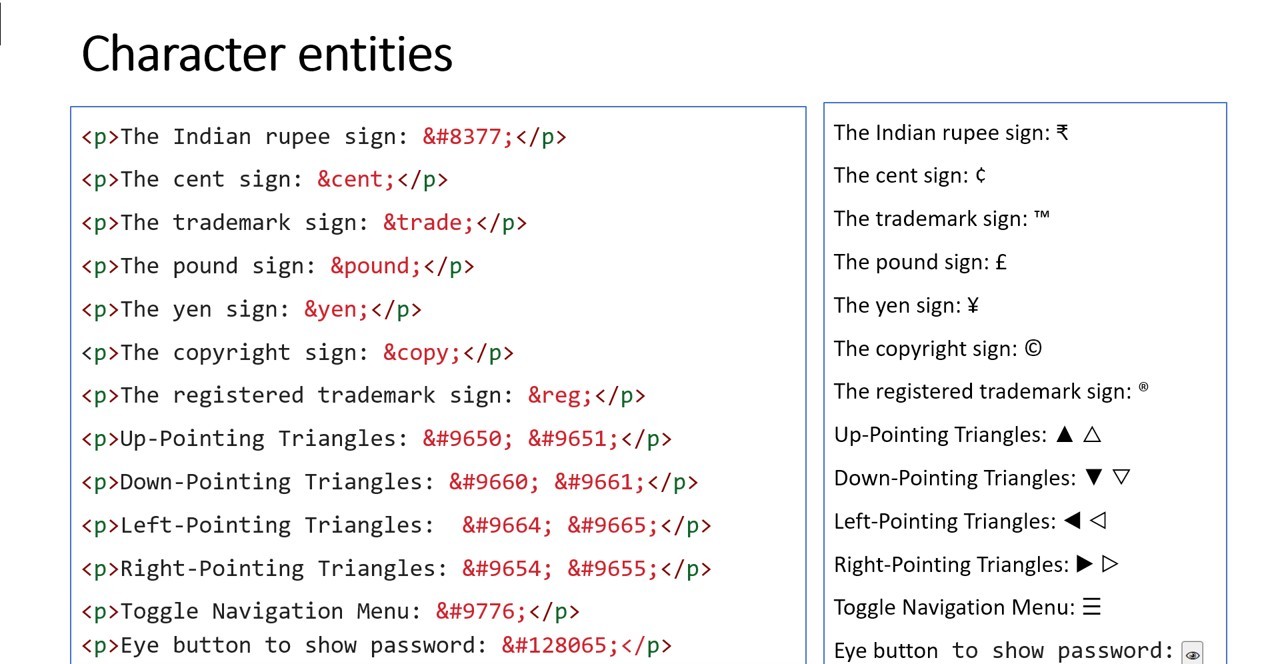 Character entities
<p>The Indian rupee sign: &#8377;</p>
<p>The cent sign: &cent;</p>
<p>The trademark sign: &trade;</p>
<p>The pound sign: &pound;</p>
<p>The yen sign: &yen;</p>
<p>The copyright sign: &copy;</p>
<p>The registered trademark sign: &reg;</p>
<p>Up-Pointing Triangles: &#9650; &#9651;</p>
<p>Down-Pointing Triangles: &#9660; &#9661;</p>
<p>Left-Pointing Triangles:  &#9664; &#9665;</p>
<p>Right-Pointing Triangles: &#9654; &#9655;</p>
<p>Toggle Navigation Menu: &#9776;</p>
<p>Eye button to show password: &#128065;</p>
The Indian rupee sign: ₹
The cent sign: ¢
The trademark sign: ™
The pound sign: £
The yen sign: ¥
The copyright sign: ©
The registered trademark sign: ®
Up-Pointing Triangles: ▲ △
Down-Pointing Triangles: ▼ ▽
Left-Pointing Triangles: ◀ ◁
Right-Pointing Triangles: ▶ ▷
Toggle Navigation Menu: ☰
Eye button to show password: 👁